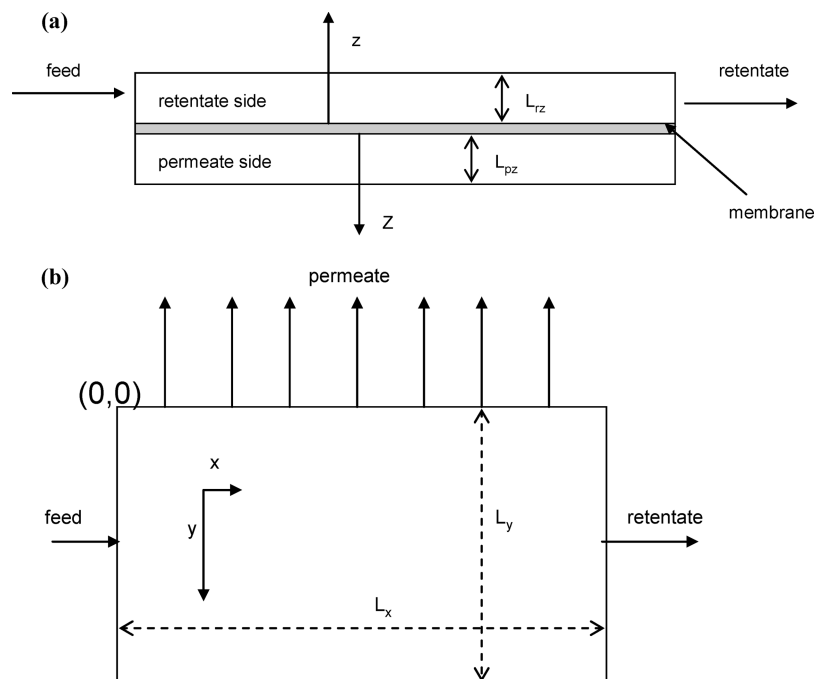 (a)
z
feed
retentate
retentate side
L_rz
permeate side
L_pz
membrane
Z
(b)
permeate
(0,0)
x
y
feed
L_y
retentate
L_x